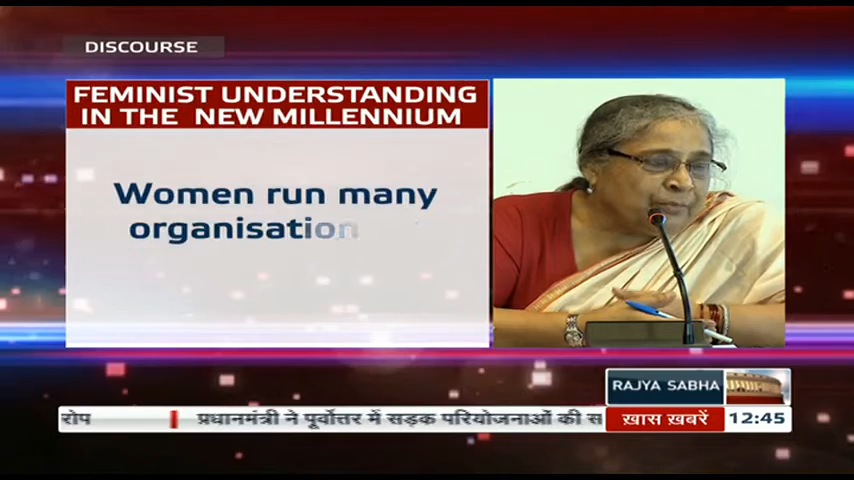 DISCOURSE
FEMINIST UNDERSTANDING
IN THE NEW MILLENNIUM
Women run many
organisation
RAJYA SABHA
रोप
प्रधानमंत्री ने पूर्वोत्तर में सड़क परियोजनाओं की स
ख़ास ख़बरें
12:45